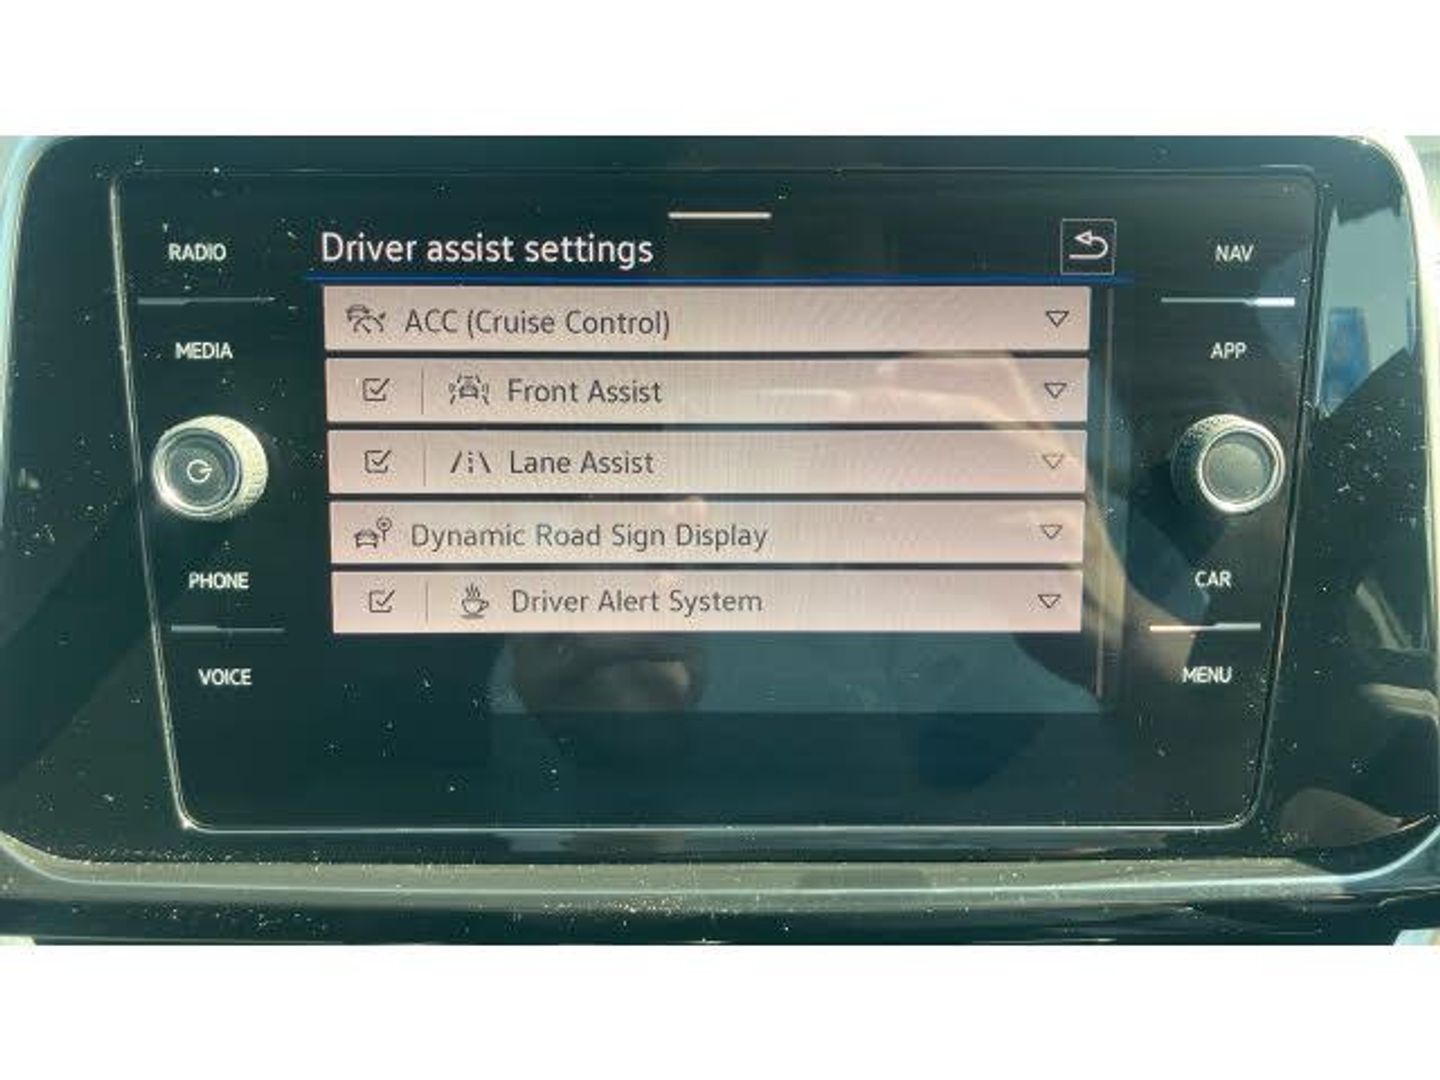 Driver assist settings
ACC (Cruise Control)
Front Assist
Lane Assist
Dynamic Road Sign Display
Driver Alert System
RADIO
MEDIA
PHONE
VOICE
NAV
APP
CAR
MENU